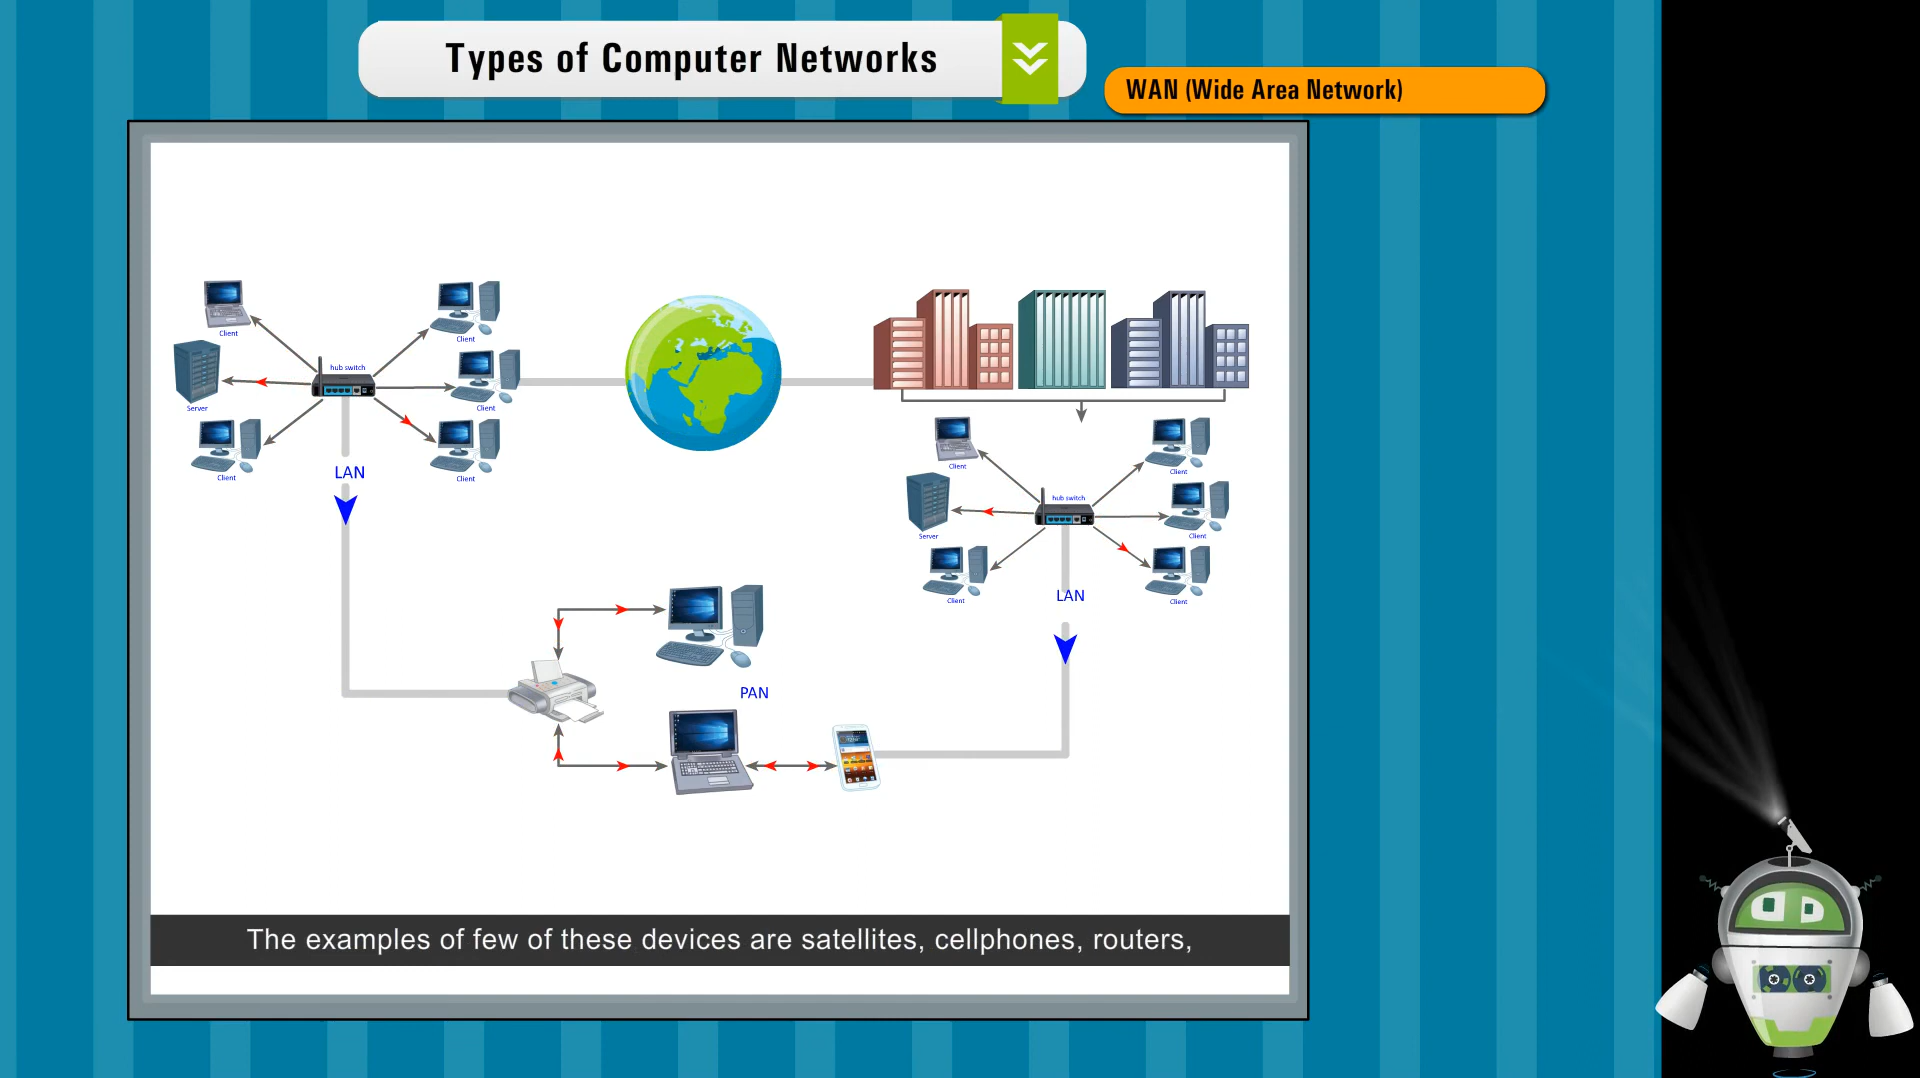 Types of Computer Networks
WAN (Wide Area Network)
Client
Client
hub switch
Server
Client
Client
Client
LAN
Client
Client
hub switch
Server
Client
Client
Client
LAN
PAN
The examples of few of these devices are satellites, cellphones, routers,